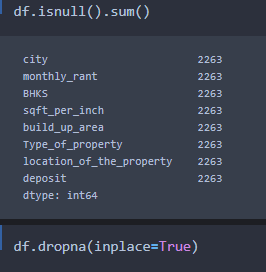 df.isnull().sum()
city 2263
monthly_rant 2263
BHKS 2263
sqft_per_inch 2263
build_up_area 2263
Type_of_property 2263
location_of_the_property 2263
deposit 2263
dtype: int64
df.dropna(inplace=True)